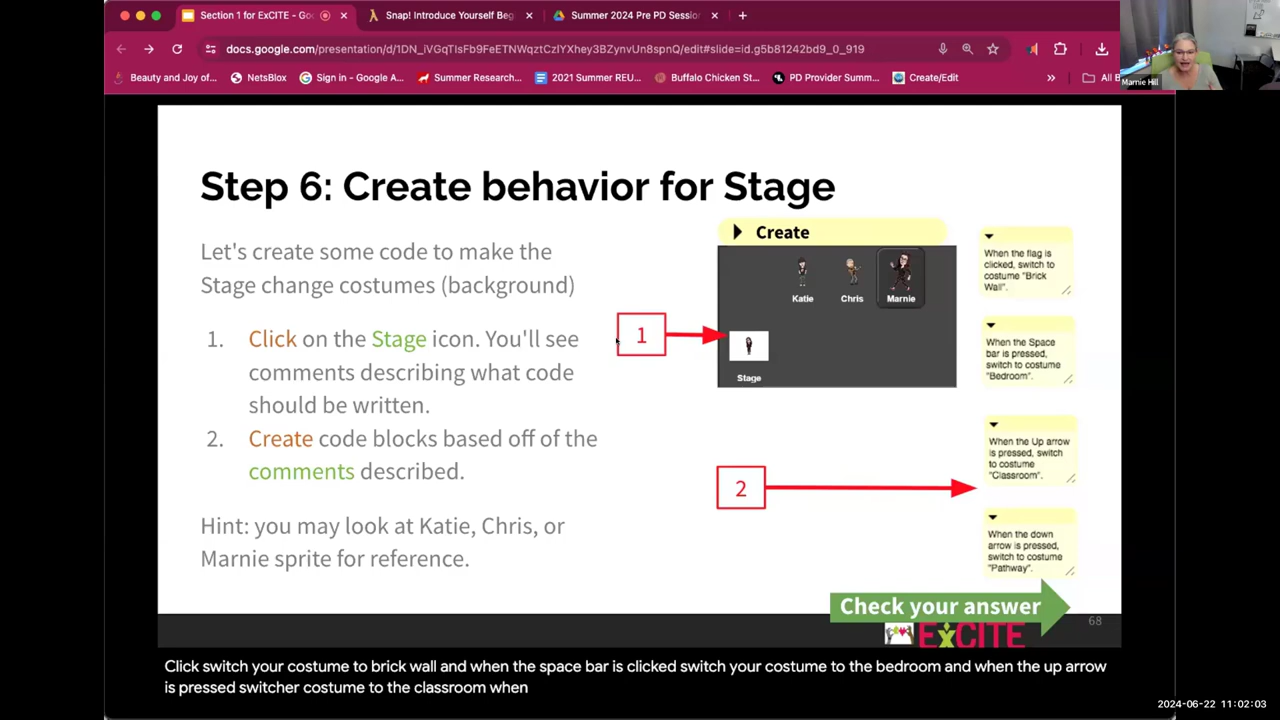 Section 1 for ExCITE - Goo
Snap! Introduce Yourself Beg
Summer 2024 Pre PD Sessio
docs.google.com/presentation/d/1DN_iVGqTIsFb9FeETNWqztCzIYXhey3BZynvUn8spnQ/edit#slide=id.g5b81242bd9_0_919
Beauty and Joy of...
NetsBlox
Sign in - Google A...
Summer Research...
2021 Summer REU...
Buffalo Chicken St...
PD Provider Summ...
Create/Edit
»
All B
Marnie Hill
Step 6: Create behavior for Stage
Let's create some code to make the
Stage change costumes (background)
1. Click on the Stage icon. You'll see
comments describing what code
should be written.
2. Create code blocks based off of the
comments described.
Hint: you may look at Katie, Chris, or
Marnie sprite for reference.
Create
Katie
Chris
Marnie
1
Stage
2
When the flag is
clicked, switch to
costume "Brick
Wall".
When the Space
bar is pressed,
switch to costume
"Bedroom".
When the Up arrow
is pressed, switch
to costume
"Classroom".
When the down
arrow is pressed,
switch to costume
"Pathway".
Check your answer
68
ExCITE
Click switch your costume to brick wall and when the space bar is clicked switch your costume to the bedroom and when the up arrow
is pressed switcher costume to the classroom when
2024-06-22 11:02:03